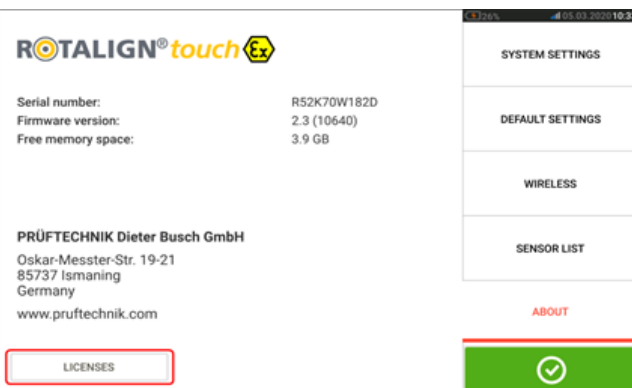 26% 05.03.2020 10:33
ROTALIGN® touch Ex
SYSTEM SETTINGS
Serial number: R52K70W182D
Firmware version: 2.3 (10640)
Free memory space: 3.9 GB
DEFAULT SETTINGS
WIRELESS
PRÜFTECHNIK Dieter Busch GmbH
Oskar-Messter-Str. 19-21
85737 Ismaning
Germany
www.pruftechnik.com
SENSOR LIST
ABOUT
LICENSES